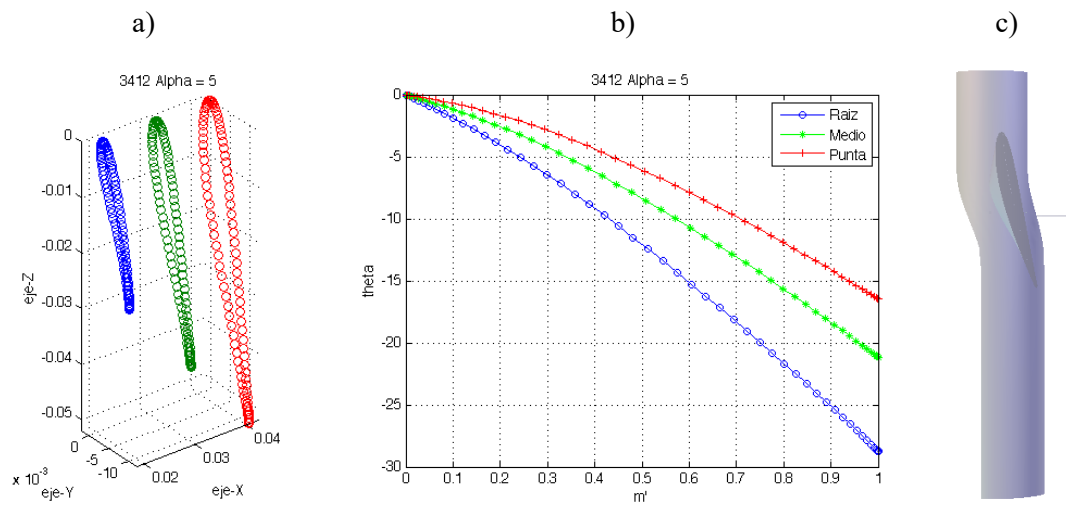 a)
b)
c)
3412 Alpha = 5
0
-0.01
-0.02
-0.03
-0.04
-0.05
eje-Z
0
-5
-10
x 10⁻³
eje-Y
0.02
0.03
0.04
eje-X
3412 Alpha = 5
Raiz
Medio
Punta
0
-5
-10
-15
-20
-25
-30
theta
0
0.1
0.2
0.3
0.4
0.5
0.6
0.7
0.8
0.9
1
m'